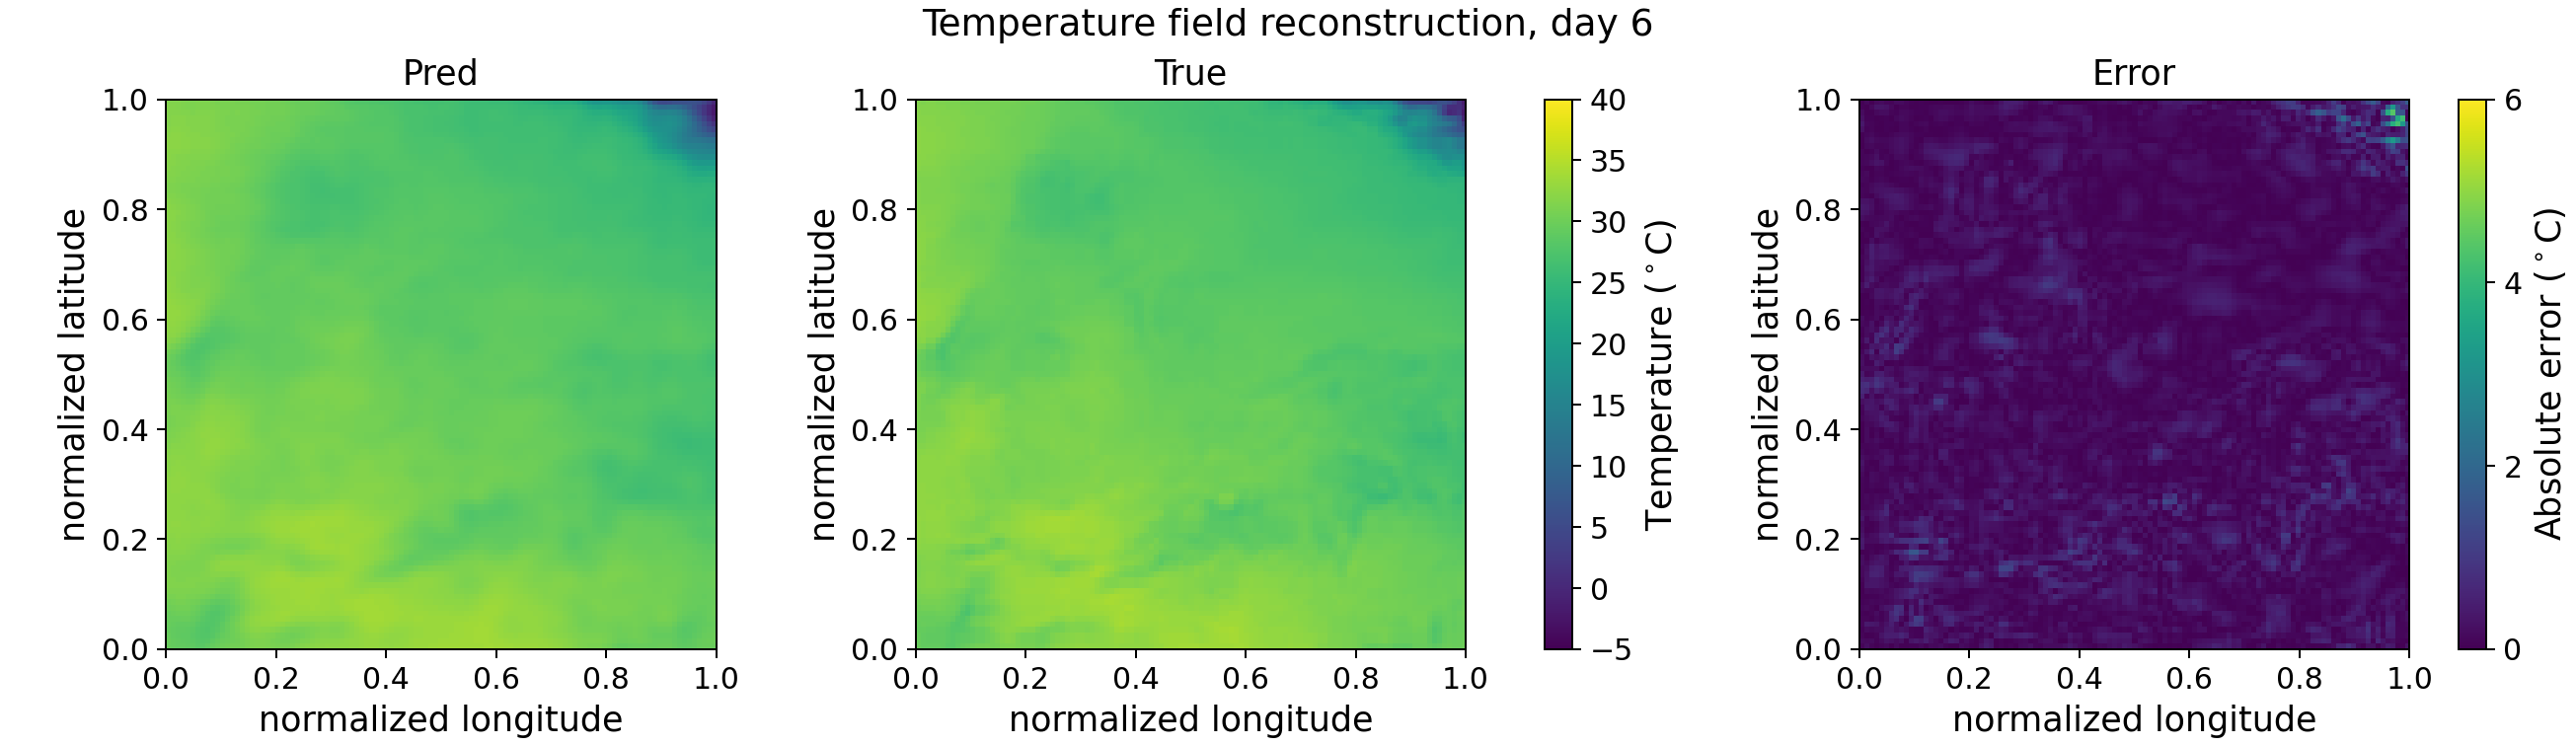 Temperature field reconstruction, day 6
Pred
1.0
0.8
0.6
0.4
0.2
0.0
normalized latitude
0.0 0.2 0.4 0.6 0.8 1.0
normalized longitude
True
1.0
0.8
0.6
0.4
0.2
0.0
normalized latitude
0.0 0.2 0.4 0.6 0.8 1.0
normalized longitude
40
35
30
25
20
15
10
5
0
−5
Temperature (°C)
Error
1.0
0.8
0.6
0.4
0.2
0.0
normalized latitude
0.0 0.2 0.4 0.6 0.8 1.0
normalized longitude
6
4
2
0
Absolute error (°C)